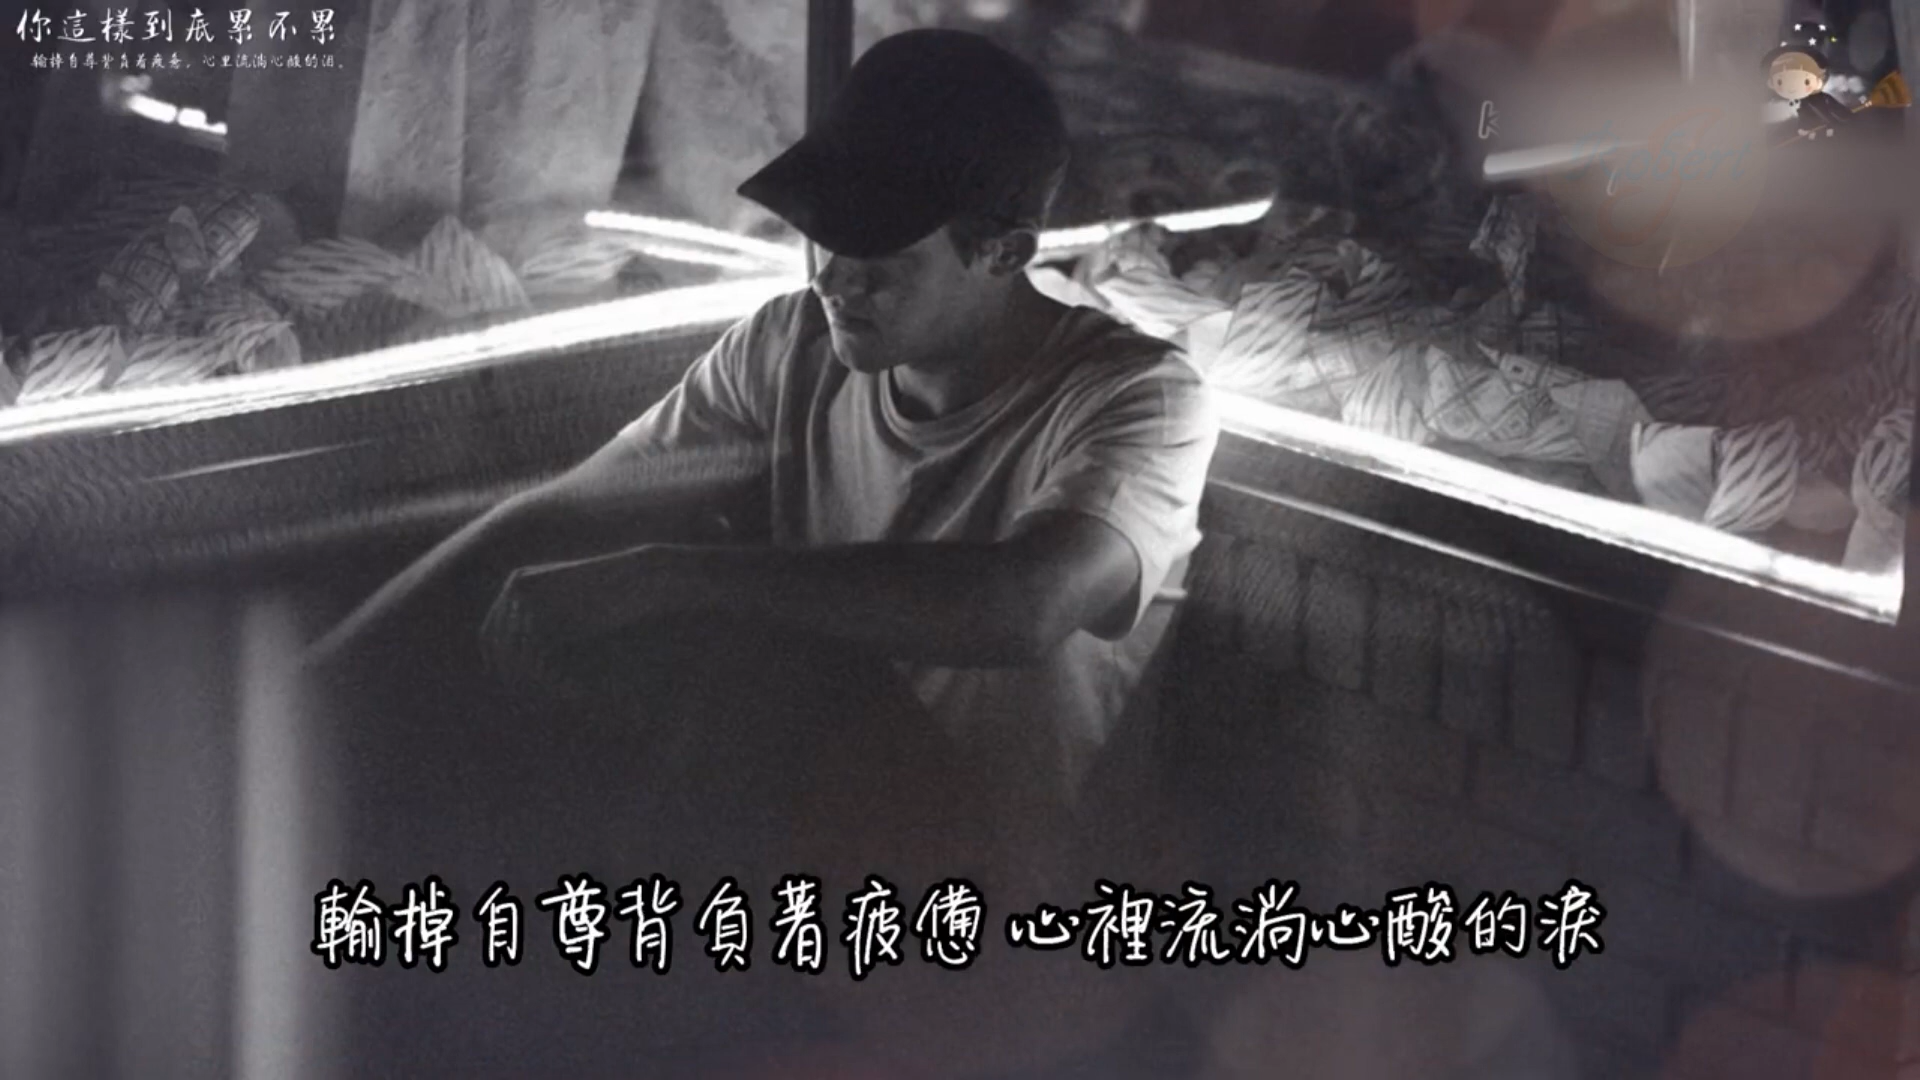 你這樣到底累不累
輸掉自尊背負着疲惫，心里流淌心酸的泪。
輸掉自尊背負著疲憊 心裡流淌心酸的淚